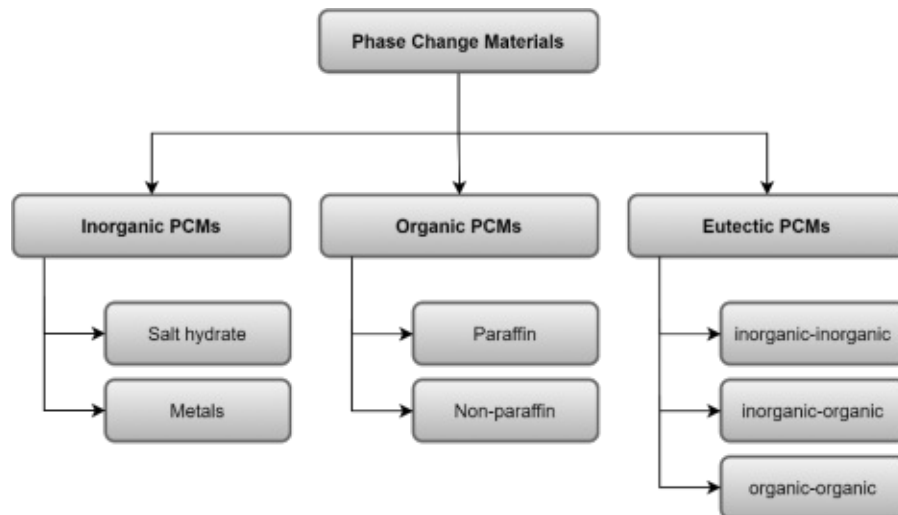 Phase Change Materials
Inorganic PCMs
Organic PCMs
Eutectic PCMs
Salt hydrate
Paraffin
inorganic-inorganic
Metals
Non-paraffin
inorganic-organic
organic-organic